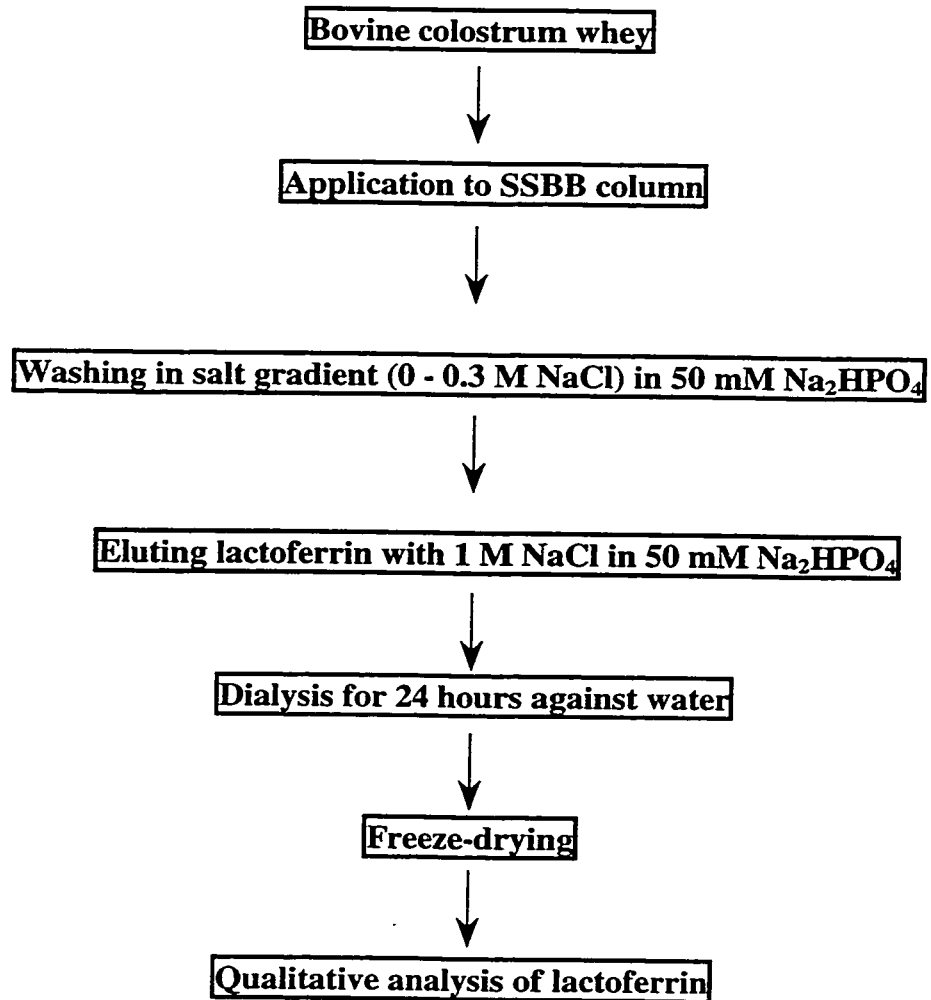 Bovine colostrum whey
Application to SSBB column
Washing in salt gradient (0 - 0.3 M NaCl) in 50 mM Na₂HPO₄
Eluting lactoferrin with 1 M NaCl in 50 mM Na₂HPO₄
Dialysis for 24 hours against water
Freeze-drying
Qualitative analysis of lactoferrin